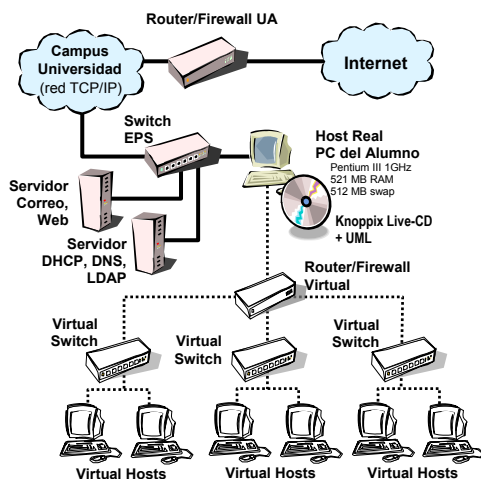 Router/Firewall UA
Campus
Universidad
(red TCP/IP)
Internet
Switch
EPS
Host Real
PC del Alumno
Pentium III 1GHz
521 MB RAM
512 MB swap
Servidor
Correo,
Web
Knoppix Live-CD
+ UML
Servidor
DHCP, DNS,
LDAP
Router/Firewall
Virtual
Virtual
Switch
Virtual
Switch
Virtual
Switch
Virtual Hosts
Virtual Hosts
Virtual Hosts